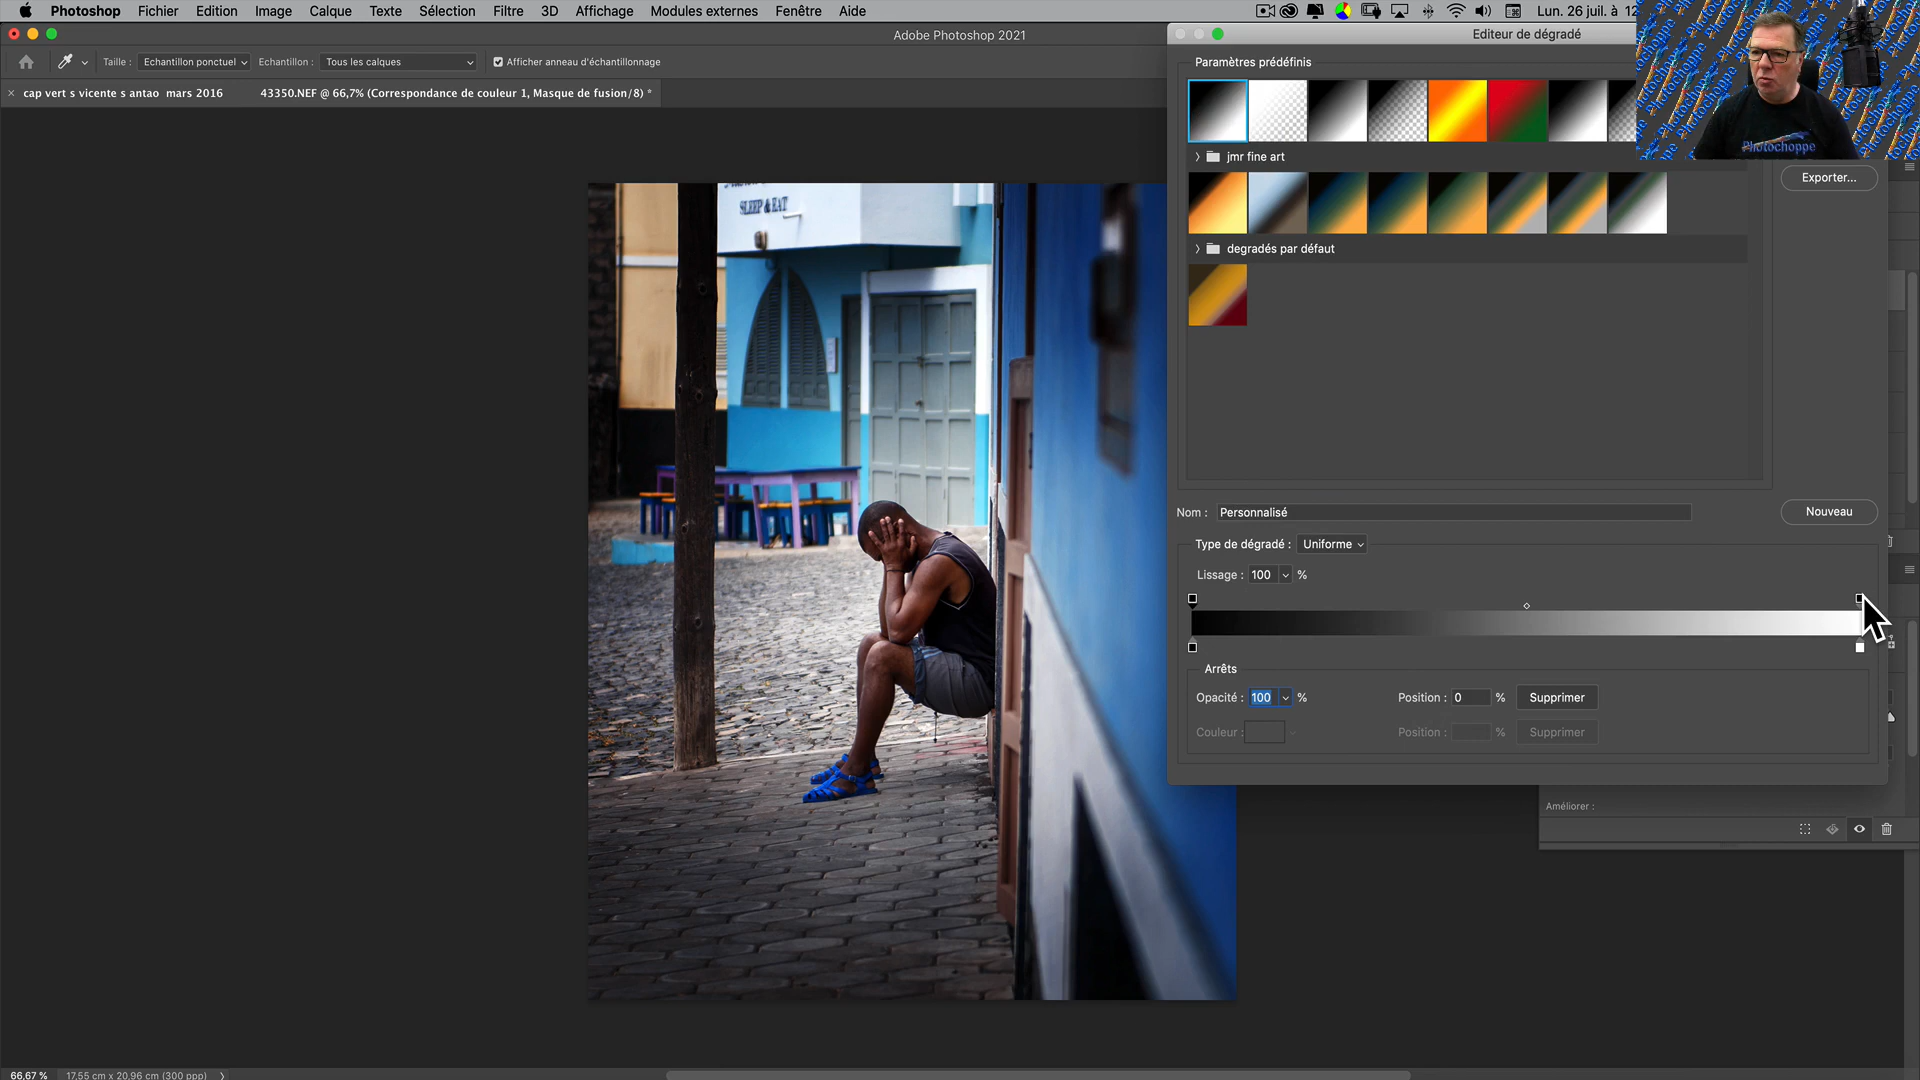 Photoshop Fichier Edition Image Calque Texte Sélection Filtre 3D Affichage Modules externes Fenêtre Aide
Lun. 26 juil. à 12
Adobe Photoshop 2021
Editeur de dégradé
Taille : Echantillon ponctuel Echantillon : Tous les calques Afficher anneau d'échantillonnage
Paramètres prédéfinis
cap vert s vicente s antao mars 2016 43350.NEF @ 66,7% (Correspondance de couleur 1, Masque de fusion/8) *
Photochoppe
jmr fine art
Exporter...
SLEEP & EAT
degradés par défaut
Nom : Personnalisé
Nouveau
Type de dégradé : Uniforme
Lissage : 100 %
Arrêts
Opacité : 100 % Position : 0 % Supprimer
Couleur : Position : % Supprimer
Améliorer :
66,67 % 17,55 cm x 20,96 cm (300 ppp)